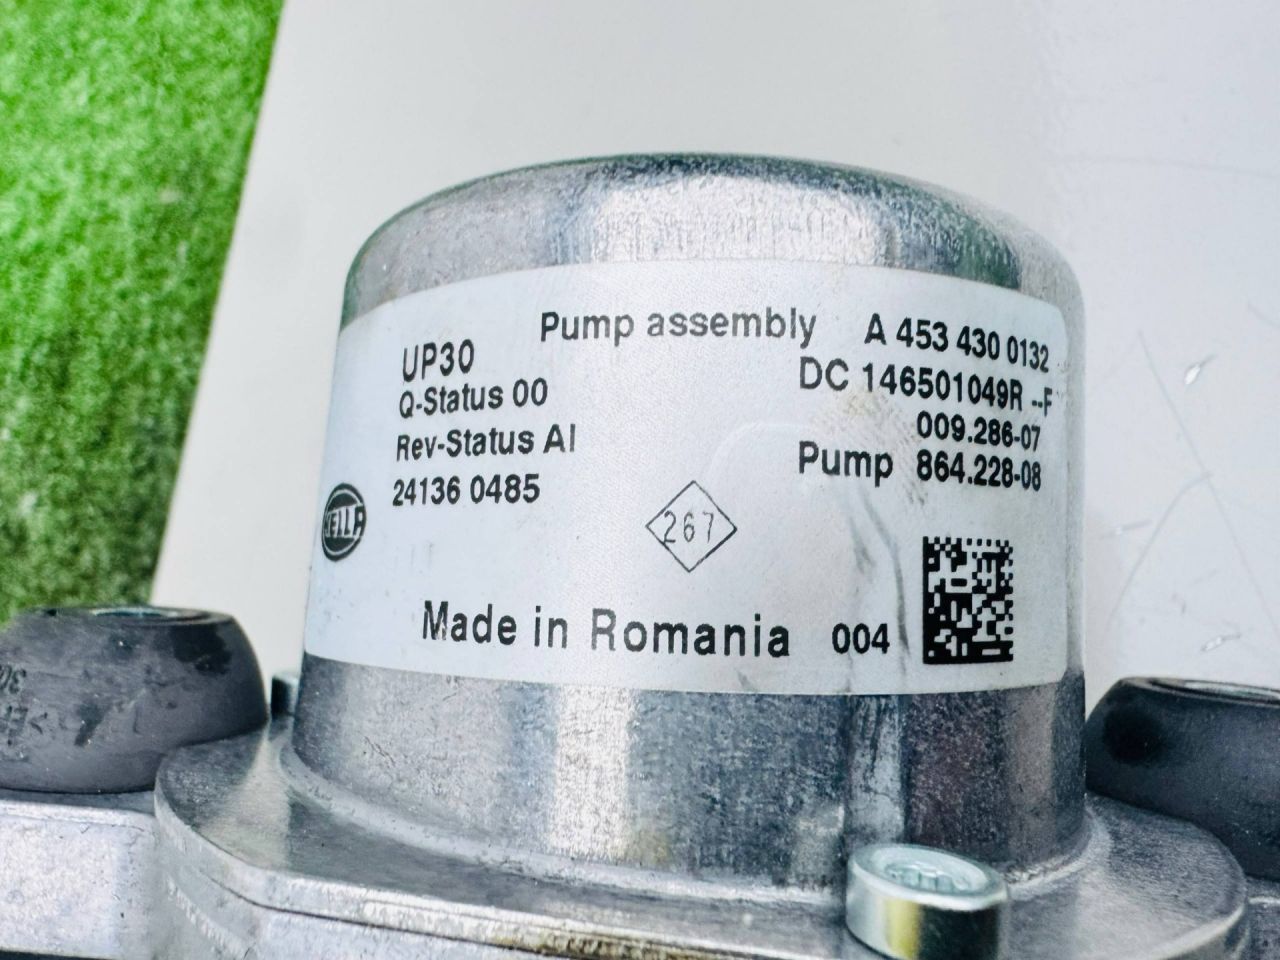 Pump assembly A 453 430 0132
UP30
DC 146501049R --F
Q-Status 00
009.286-07
Rev-Status AI
Pump 864.228-08
24136 0485
HELLA
267
Made in Romania 004